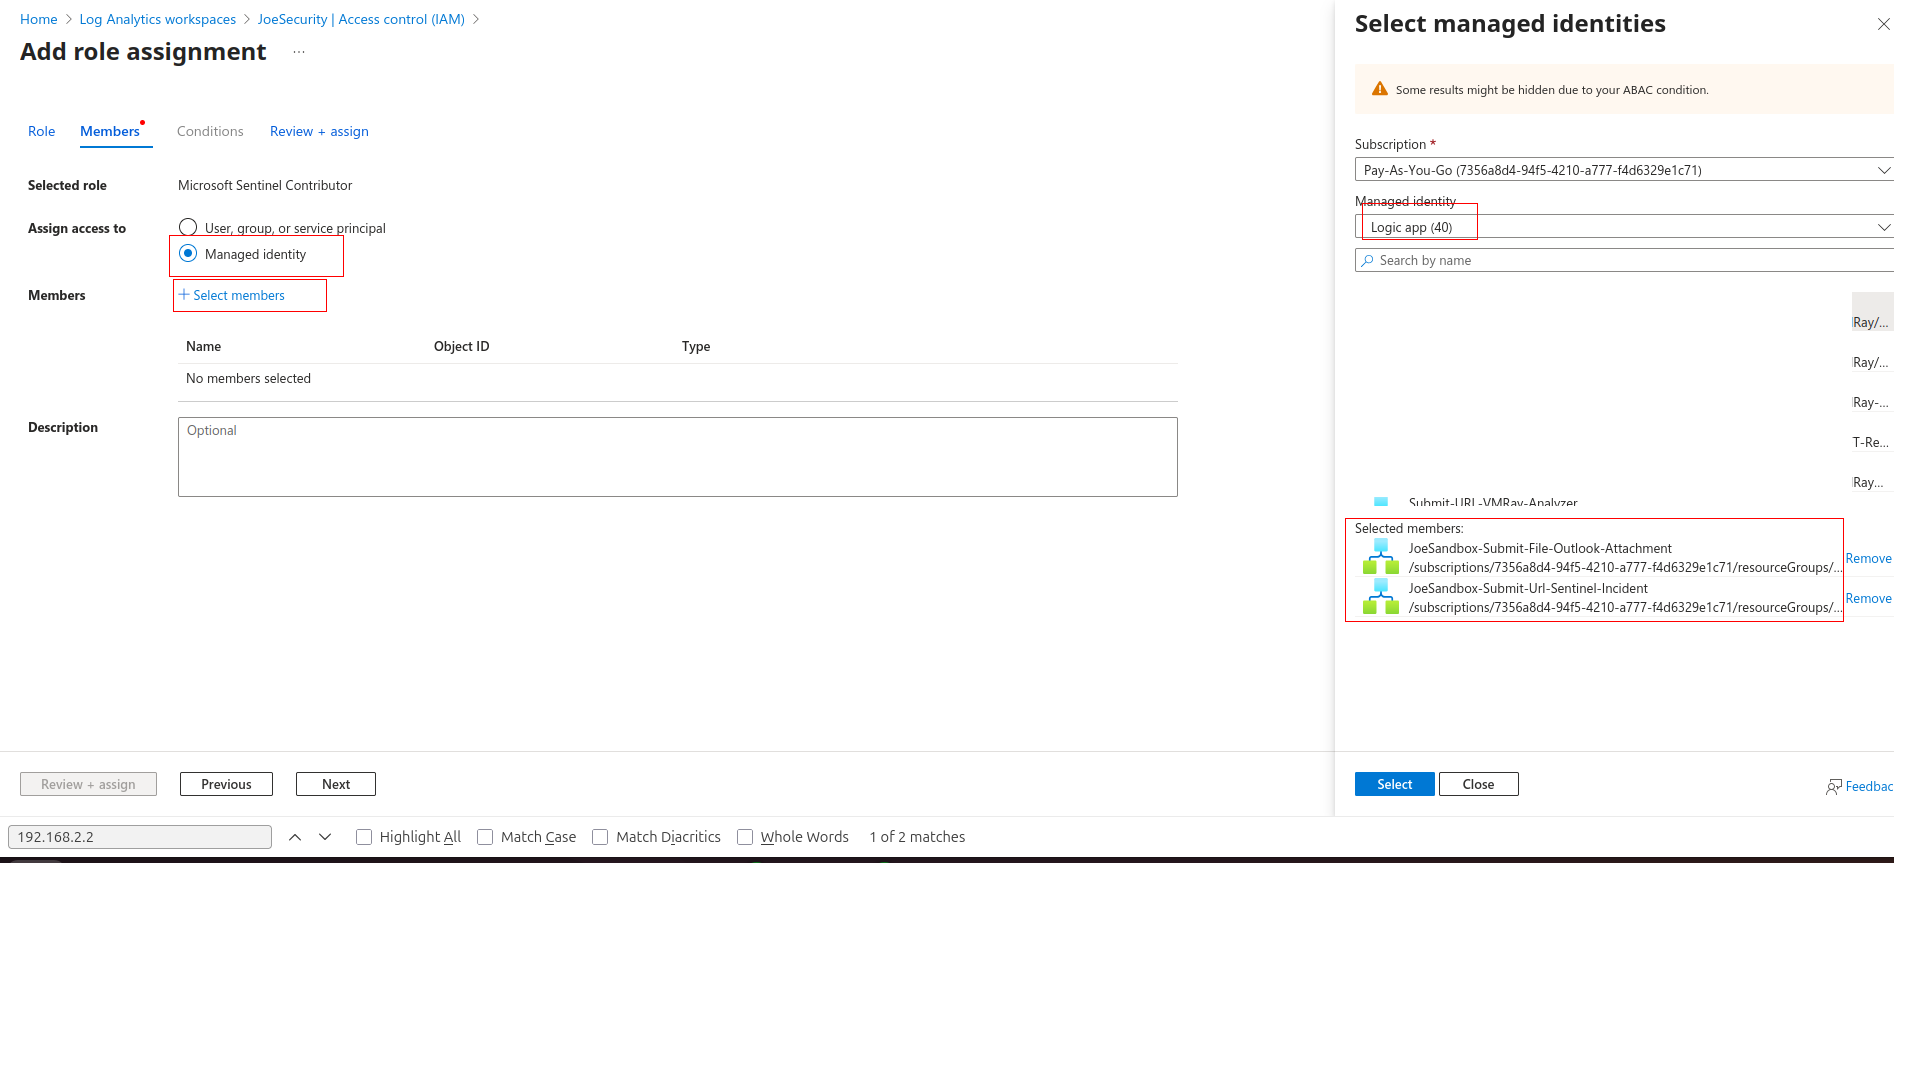 Home > Log Analytics workspaces > JoeSecurity | Access control (IAM) >
Add role assignment ...
Role Members Conditions Review + assign
Selected role Microsoft Sentinel Contributor
Assign access to User, group, or service principal
Managed identity
Members + Select members
Name Object ID Type
No members selected
Description Optional
Review + assign Previous Next
Select managed identities
Some results might be hidden due to your ABAC condition.
Subscription *
Pay-As-You-Go (7356a8d4-94f5-4210-a777-f4d6329e1c71)
Managed identity
Logic app (40)
Search by name
Ray/...
Ray/...
Ray-...
T-Re...
Ray...
Submit-URL-VMRay-Analyzer
Selected members:
JoeSandbox-Submit-File-Outlook-Attachment
/subscriptions/7356a8d4-94f5-4210-a777-f4d6329e1c71/resourceGroups/... Remove
JoeSandbox-Submit-Url-Sentinel-Incident
/subscriptions/7356a8d4-94f5-4210-a777-f4d6329e1c71/resourceGroups/... Remove
Select Close Feedbac
192.168.2.2 Highlight All Match Case Match Diacritics Whole Words 1 of 2 matches